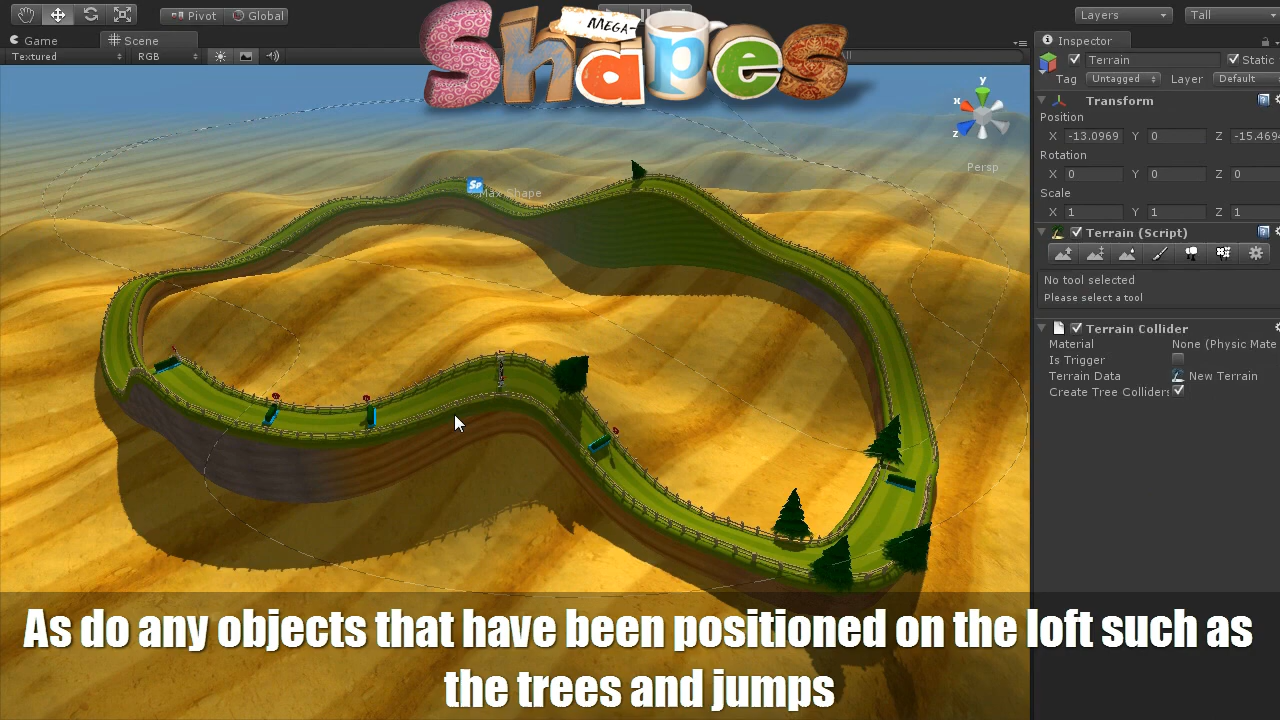 Pivot
Global
MEGA-
Shapes
Layers
Tall
Game
Scene
Inspector
Textured
RGB
All
Terrain
Static
Tag Untagged Layer Default
Transform
Position
X -13.0969 Y 0 Z -15.469
Rotation
X 0 Y 0 Z 0
Scale
X 1 Y 1 Z 1
y
x
z
Persp
Sp
Max Shape
Terrain (Script)
No tool selected
Please select a tool
Terrain Collider
Material None (Physic Mate
Is Trigger
Terrain Data New Terrain
Create Tree Colliders
As do any objects that have been positioned on the loft such as
the trees and jumps